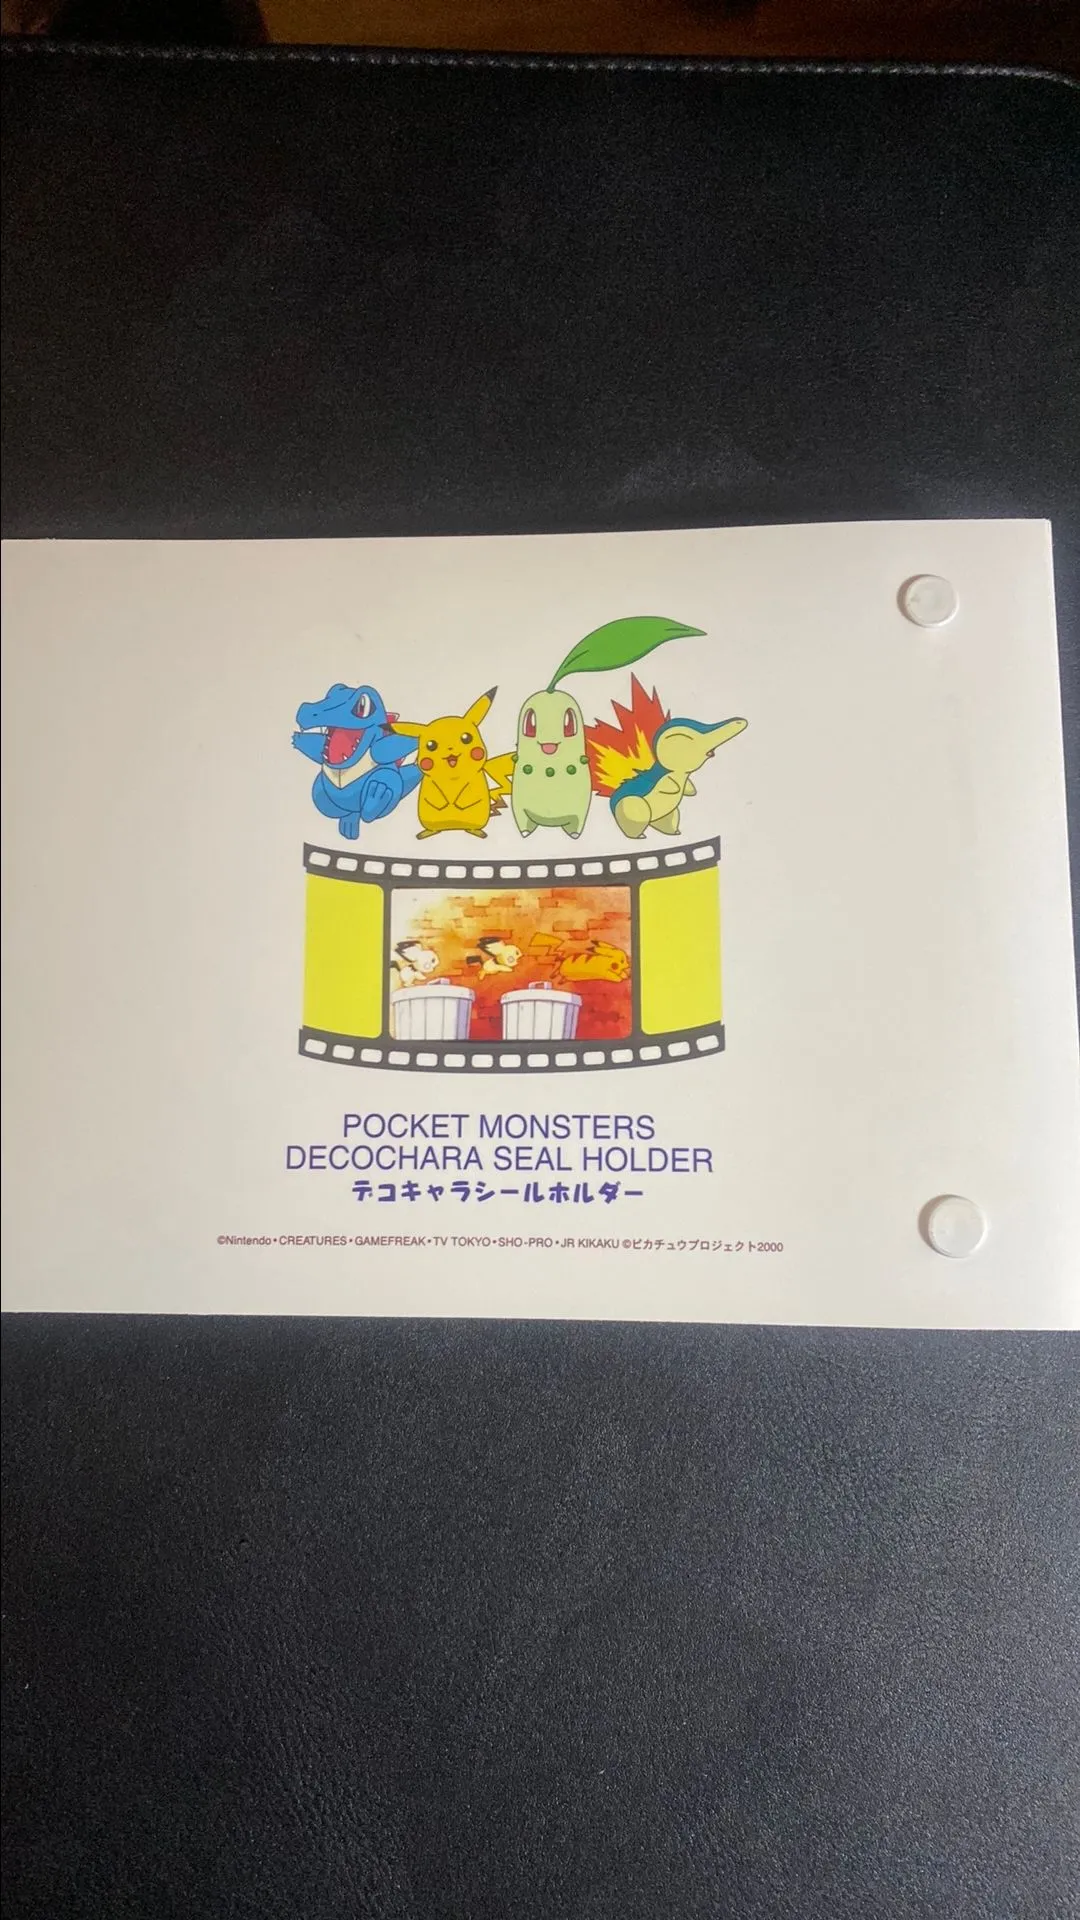 POCKET MONSTERS
DECOCHARA SEAL HOLDER
デコキャラシールホルダー
©Nintendo・CREATURES・GAMEFREAK・TV TOKYO・SHO-PRO・JR KIKAKU ©ピカチュウプロジェクト2000